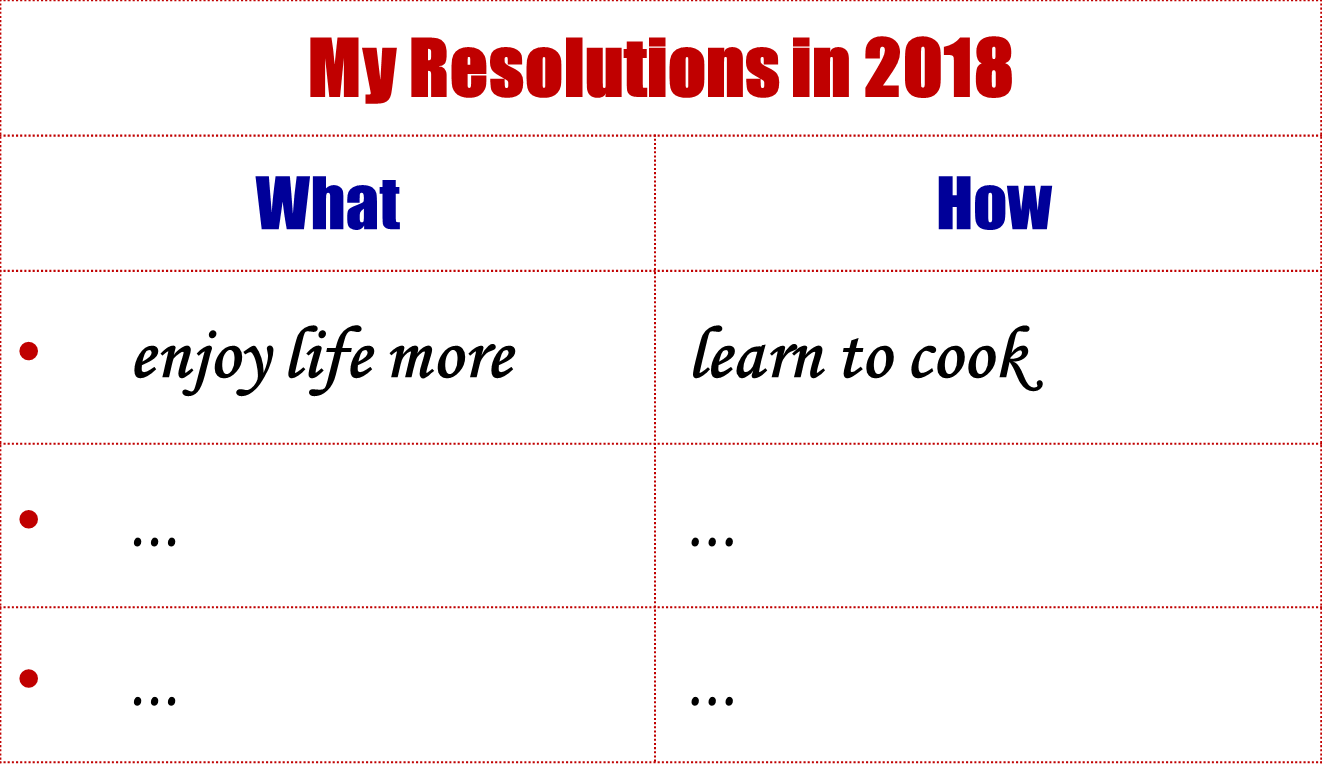 My Resolutions in 2018
What How
• enjoy life more learn to cook
• ... ...
• ... ...